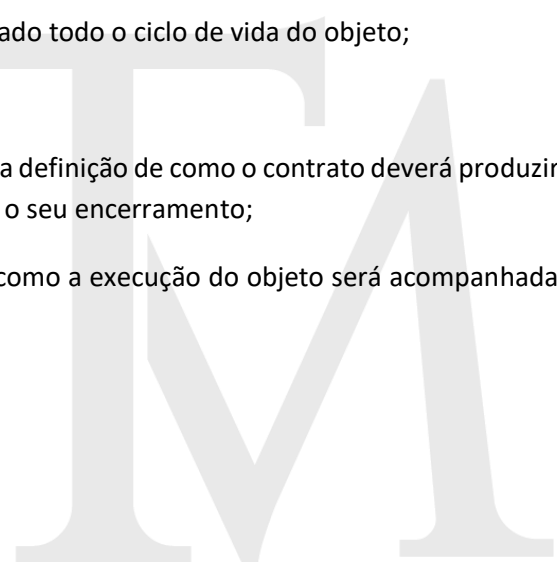 ado todo o ciclo de vida do objeto;
a definição de como o contrato deverá produzir
o seu encerramento;
como a execução do objeto será acompanhada